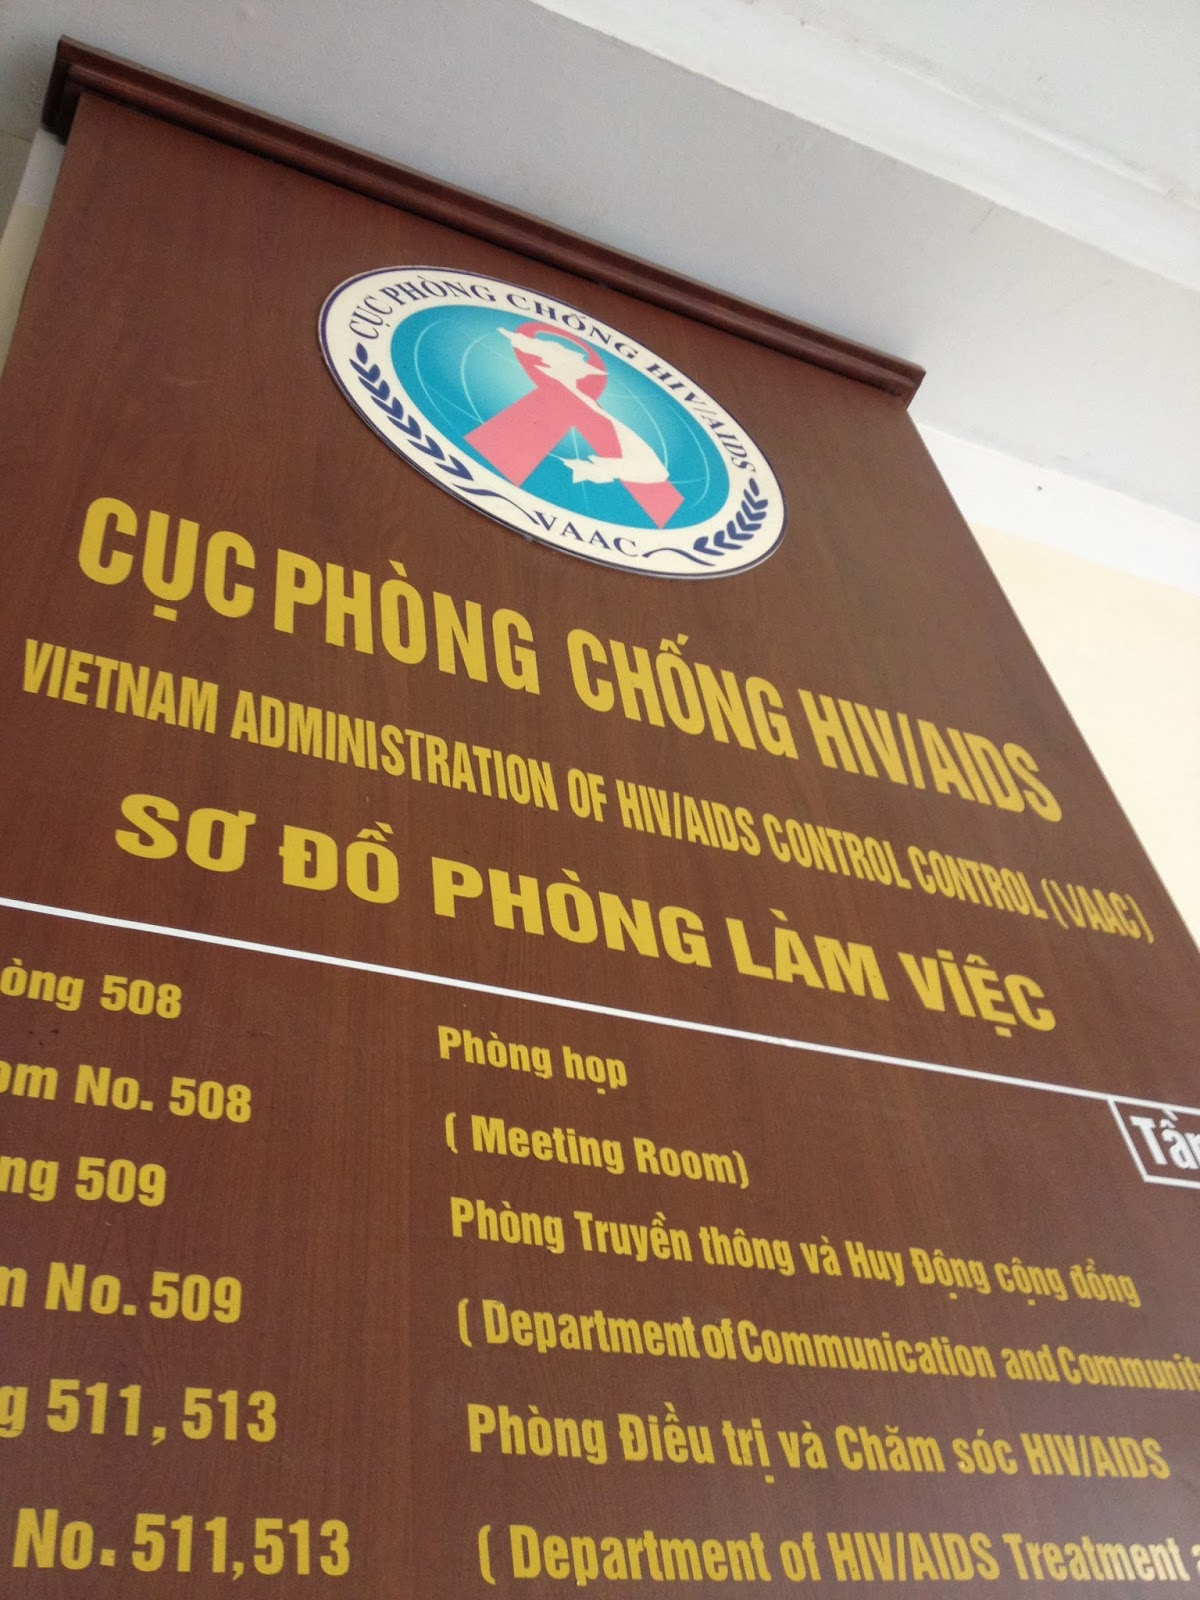 CỤC PHÒNG CHỐNG HIV/AIDS
VAAC
CỤC PHÒNG CHỐNG HIV/AIDS
VIETNAM ADMINISTRATION OF HIV/AIDS CONTROL CONTROL (VAAC)
SƠ ĐỒ PHÒNG LÀM VIỆC
òng 508
Phòng họp
Tần
om No. 508
( Meeting Room)
ng 509
Phòng Truyền thông và Huy Động cộng đồng
m No. 509
( Department of Communication and Community
g 511, 513
Phòng Điều trị và Chăm sóc HIV/AIDS
No. 511, 513
( Department of HIV/AIDS Treatment a